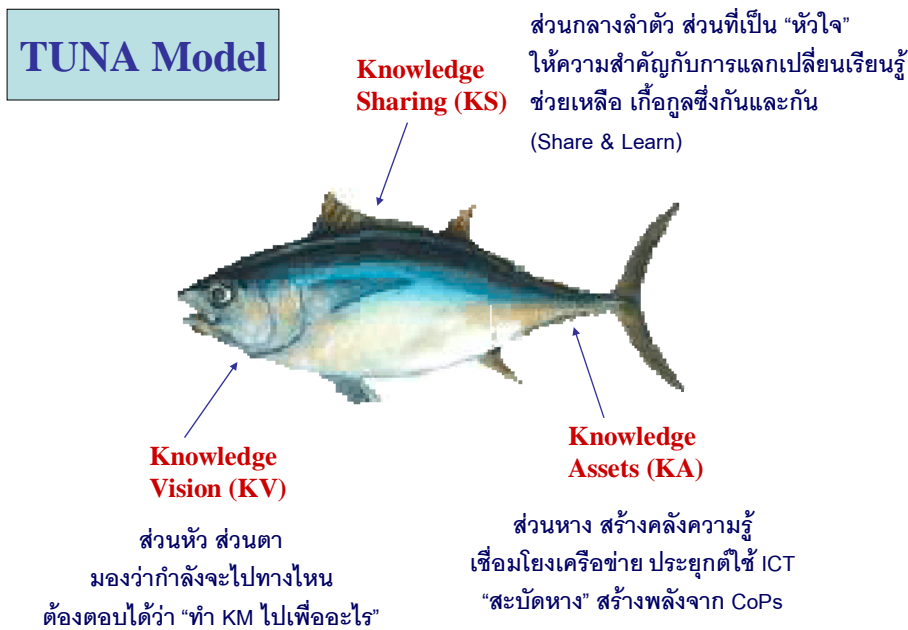 TUNA Model
Knowledge
Sharing (KS)
ส่วนกลางลำตัว ส่วนที่เป็น “หัวใจ”
ให้ความสำคัญกับการแลกเปลี่ยนเรียนรู้
ช่วยเหลือ เกื้อกูลซึ่งกันและกัน
(Share & Learn)
Knowledge
Vision (KV)
ส่วนหัว ส่วนตา
มองว่ากำลังจะไปทางไหน
ต้องตอบได้ว่า “ทำ KM ไปเพื่ออะไร”
Knowledge
Assets (KA)
ส่วนหาง สร้างคลังความรู้
เชื่อมโยงเครือข่าย ประยุกต์ใช้ ICT
“สะบัดหาง” สร้างพลังจาก CoPs